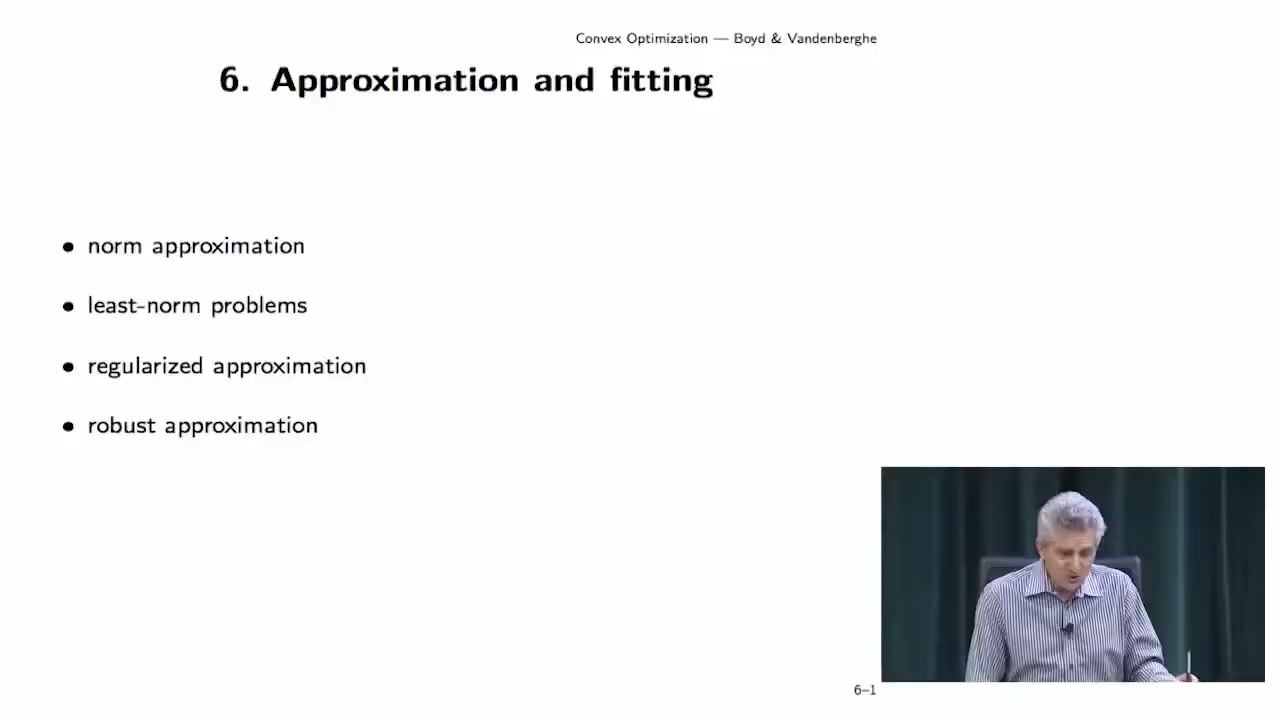 Convex Optimization — Boyd & Vandenberghe
6. Approximation and fitting
• norm approximation
• least-norm problems
• regularized approximation
• robust approximation
6–1